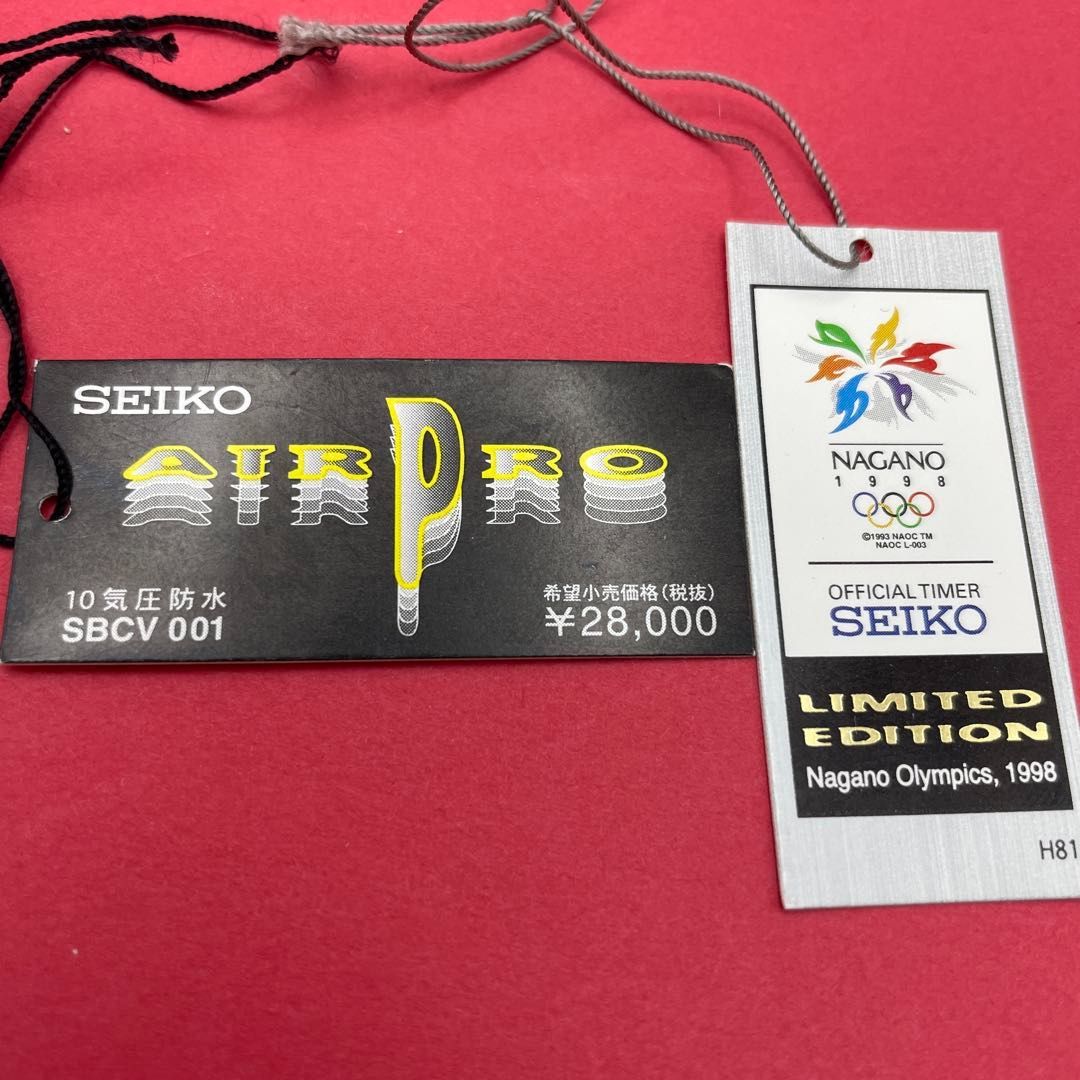 SEIKO
AIRPRO
10気圧防水
SBCV 001
希望小売価格(税抜)
¥28,000
NAGANO
1998
©1993 NAOC TM
NAOC L-003
OFFICIAL TIMER
SEIKO
LIMITED
EDITION
Nagano Olympics, 1998
H81